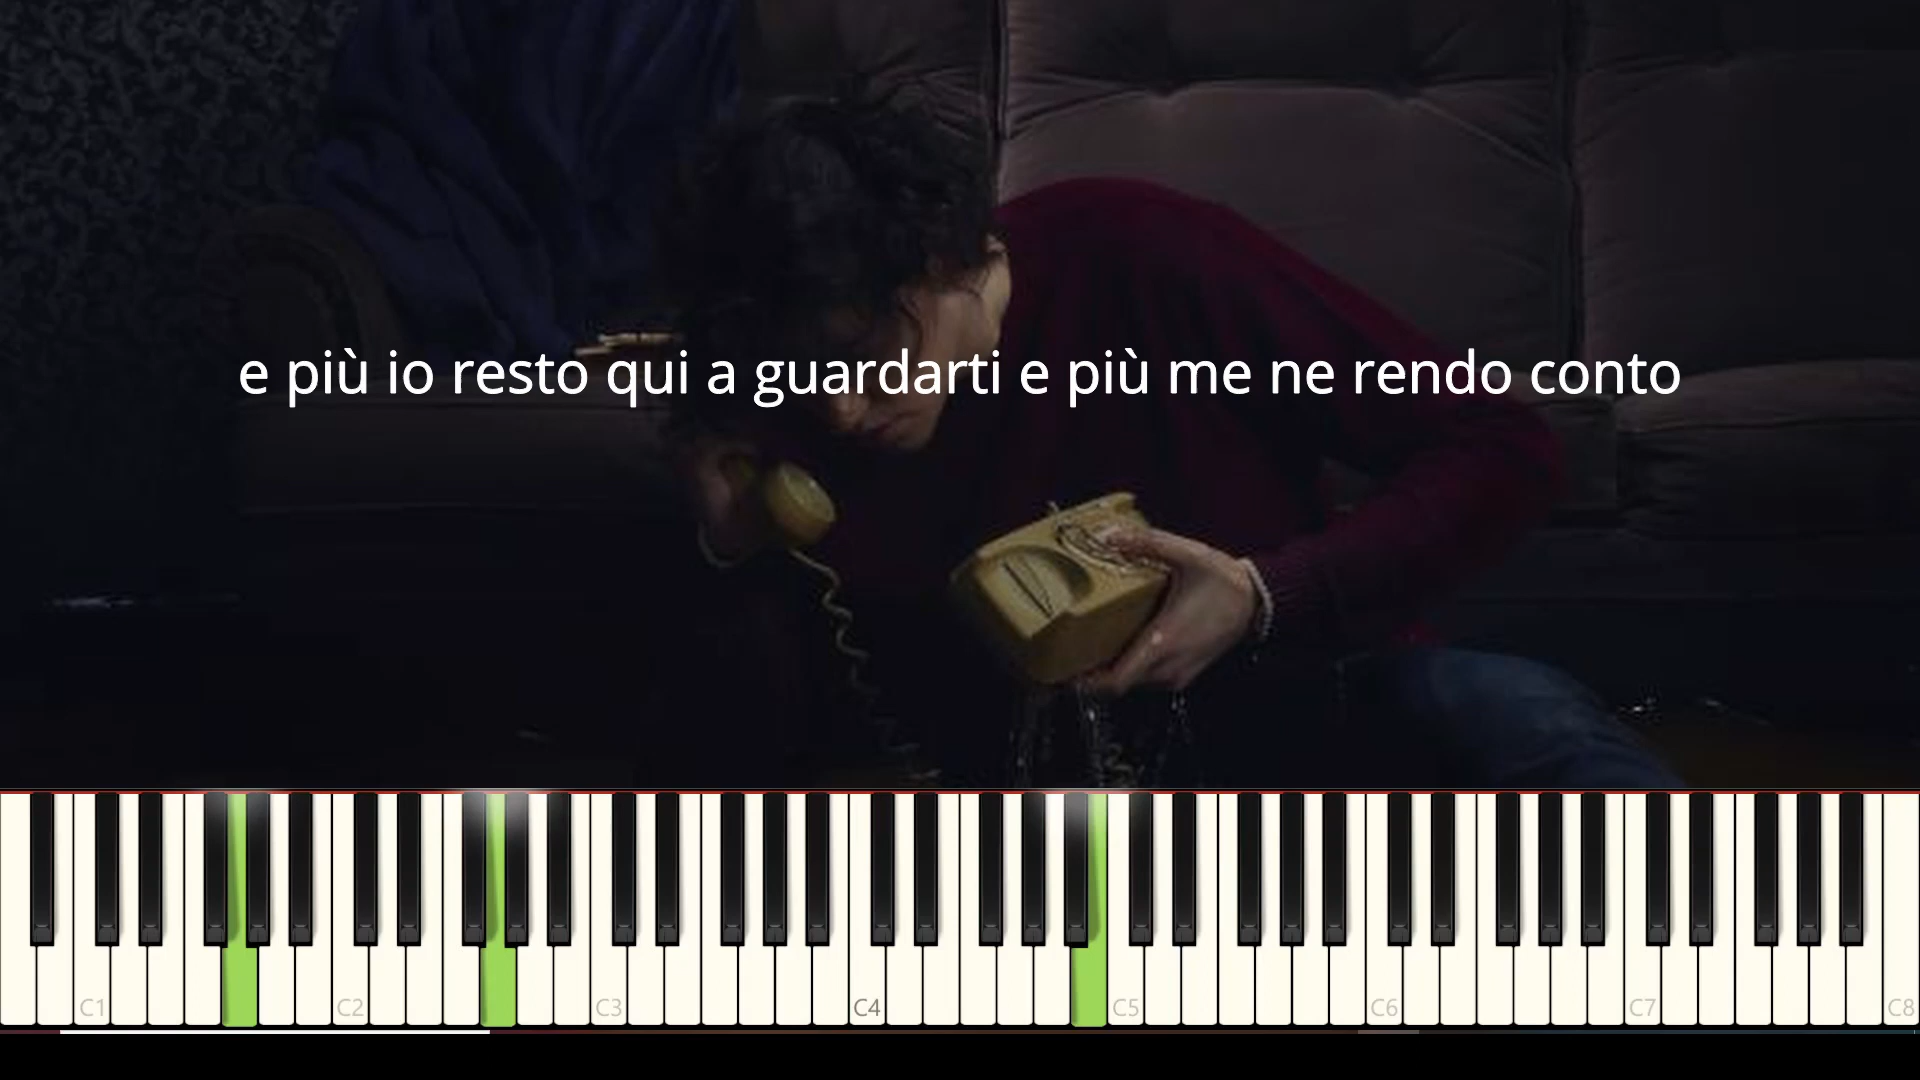 e più io resto qui a guardarti e più me ne rendo conto
C1 C2 C3 C4 C5 C6 C7 C8